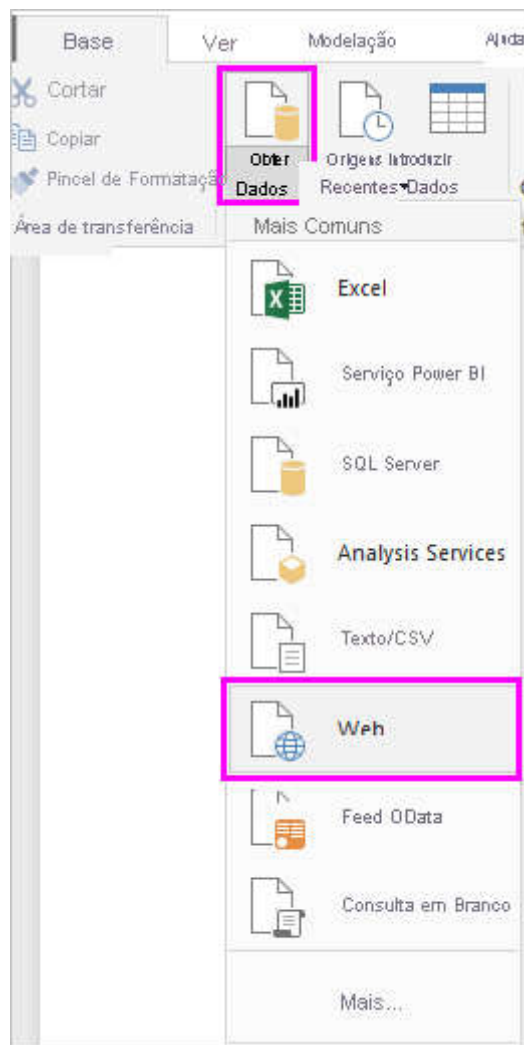 Base Ver Modelação Ajuda
Cortar
Copiar
Pincel de Formatação
Área de transferência
Obter
Dados
Origens Introduzir
Recentes Dados
Mais Comuns
Excel
Serviço Power BI
SQL Server
Analysis Services
Texto/CSV
Web
Feed OData
Consulta em Branco
Mais...